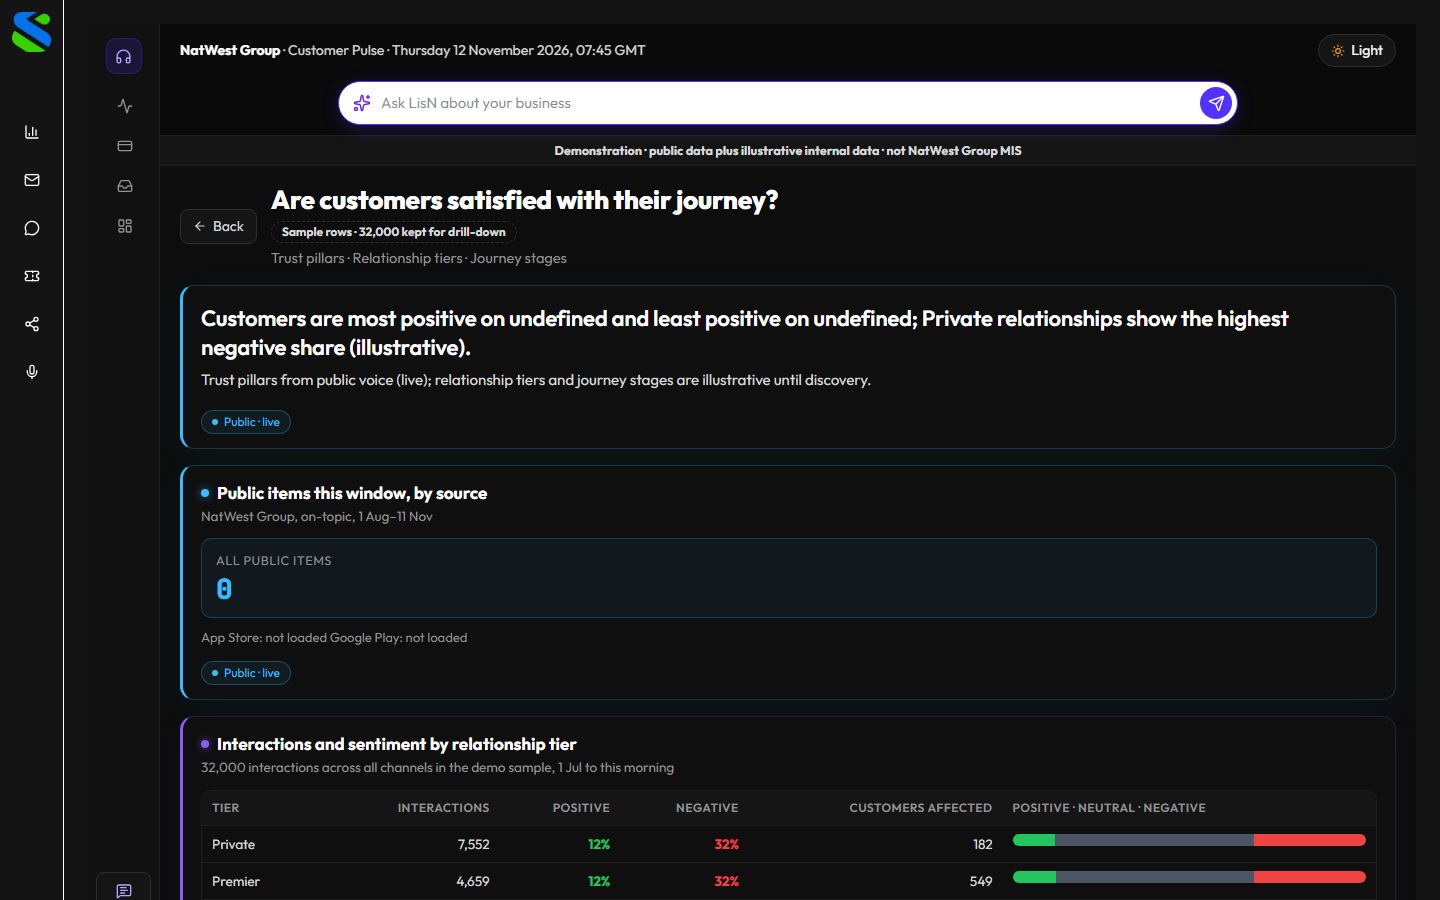 NatWest Group · Customer Pulse · Thursday 12 November 2026, 07:45 GMT
Light
Ask LisN about your business
Demonstration · public data plus illustrative internal data · not NatWest Group MIS
Back
Are customers satisfied with their journey?
Sample rows · 32,000 kept for drill-down
Trust pillars · Relationship tiers · Journey stages
Customers are most positive on undefined and least positive on undefined; Private relationships show the highest
negative share (illustrative).
Trust pillars from public voice (live); relationship tiers and journey stages are illustrative until discovery.
Public · live
Public items this window, by source
NatWest Group, on-topic, 1 Aug–11 Nov
ALL PUBLIC ITEMS
0
App Store: not loaded Google Play: not loaded
Public · live
Interactions and sentiment by relationship tier
32,000 interactions across all channels in the demo sample, 1 Jul to this morning
TIER INTERACTIONS POSITIVE NEGATIVE CUSTOMERS AFFECTED POSITIVE · NEUTRAL · NEGATIVE
Private 7,552 12% 32% 182
Premier 4,659 12% 32% 549